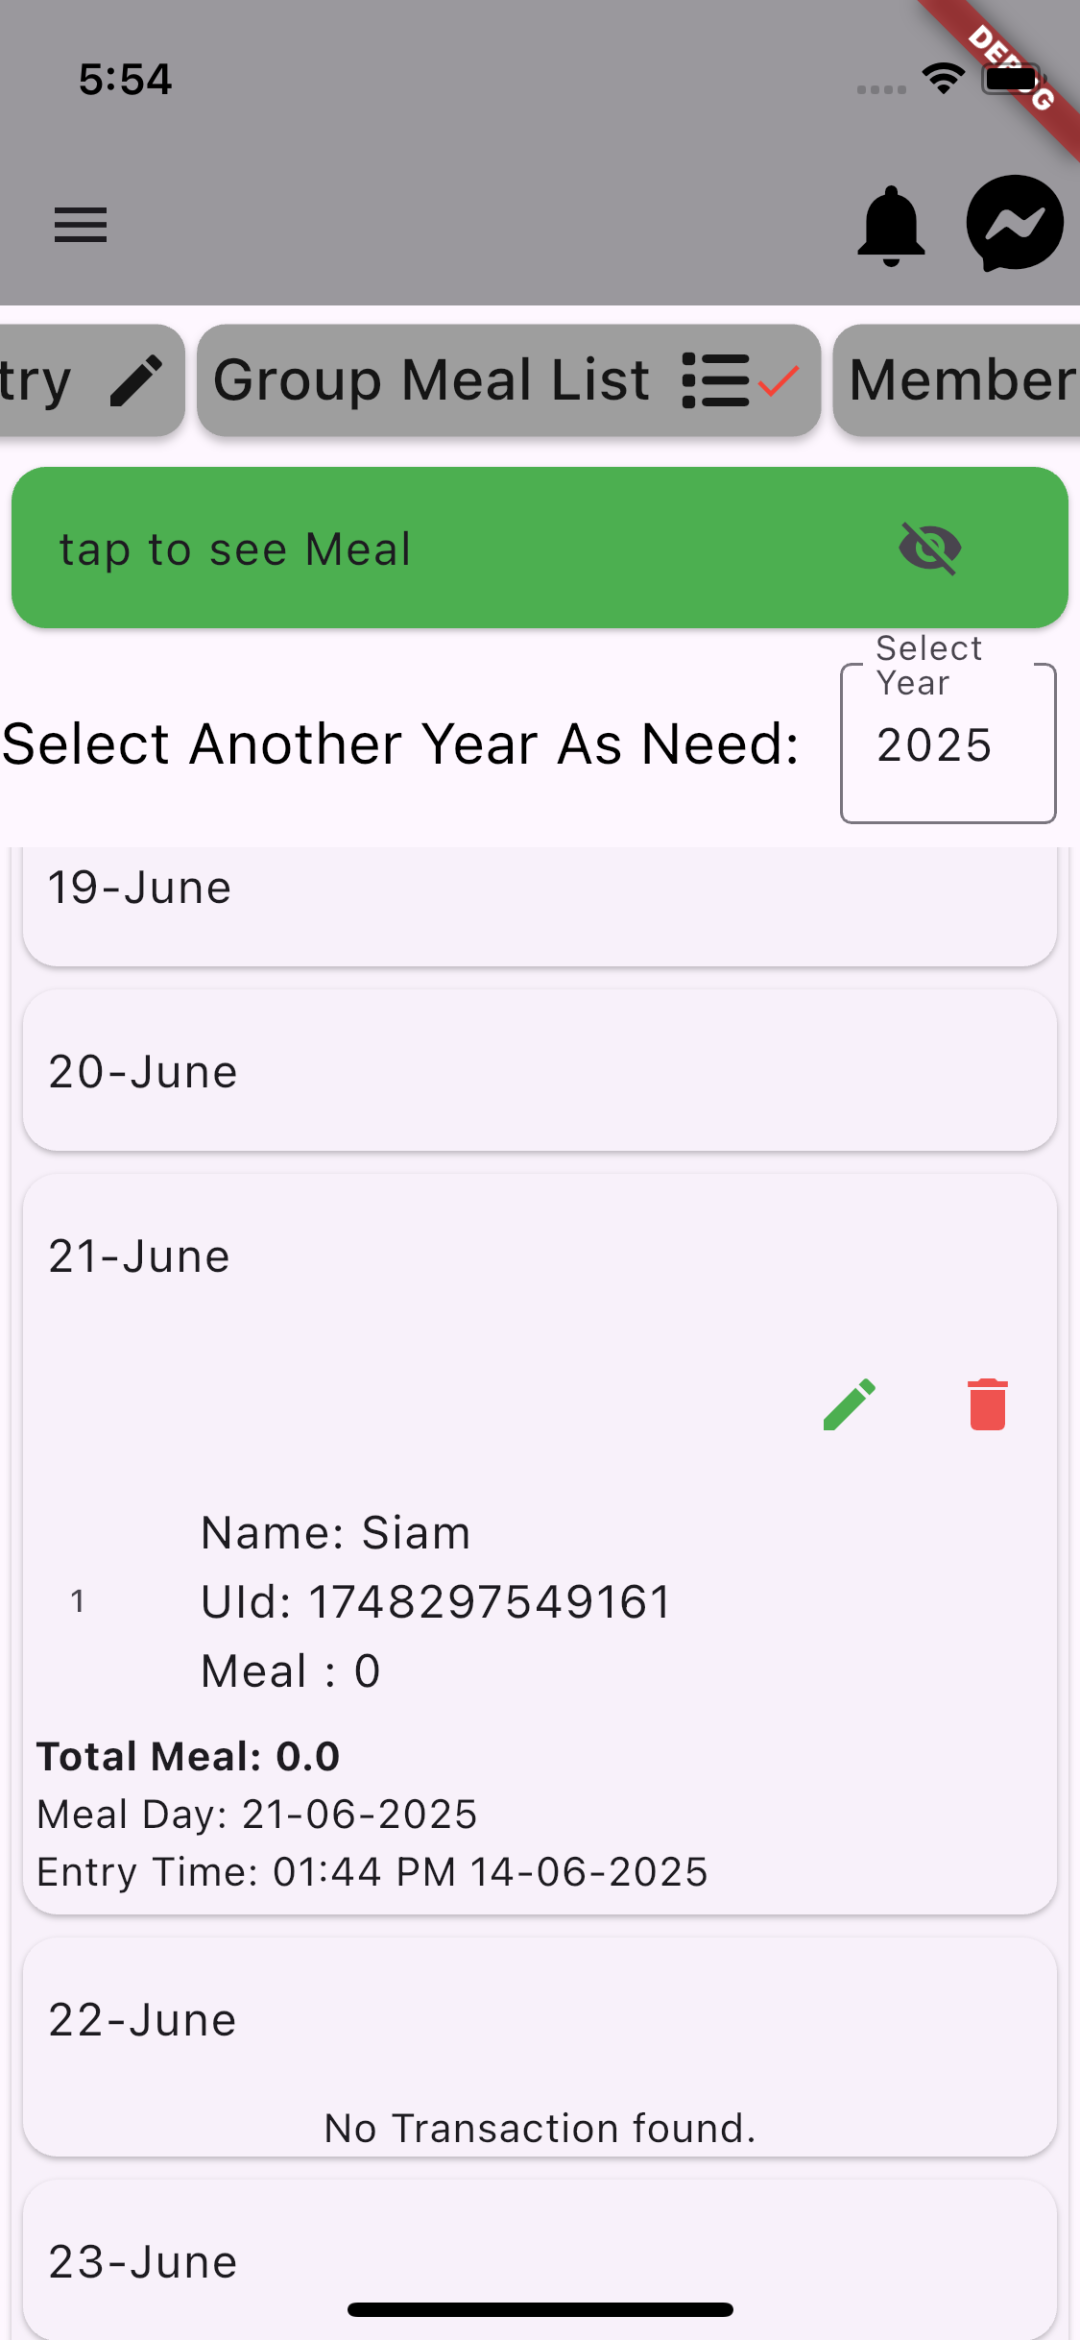 5:54
DEBUG
try
Group Meal List
Member
tap to see Meal
Select
Year
Select Another Year As Need:
2025
19-June
20-June
21-June
Name: Siam
1
UId: 1748297549161
Meal : 0
Total Meal: 0.0
Meal Day: 21-06-2025
Entry Time: 01:44 PM 14-06-2025
22-June
No Transaction found.
23-June